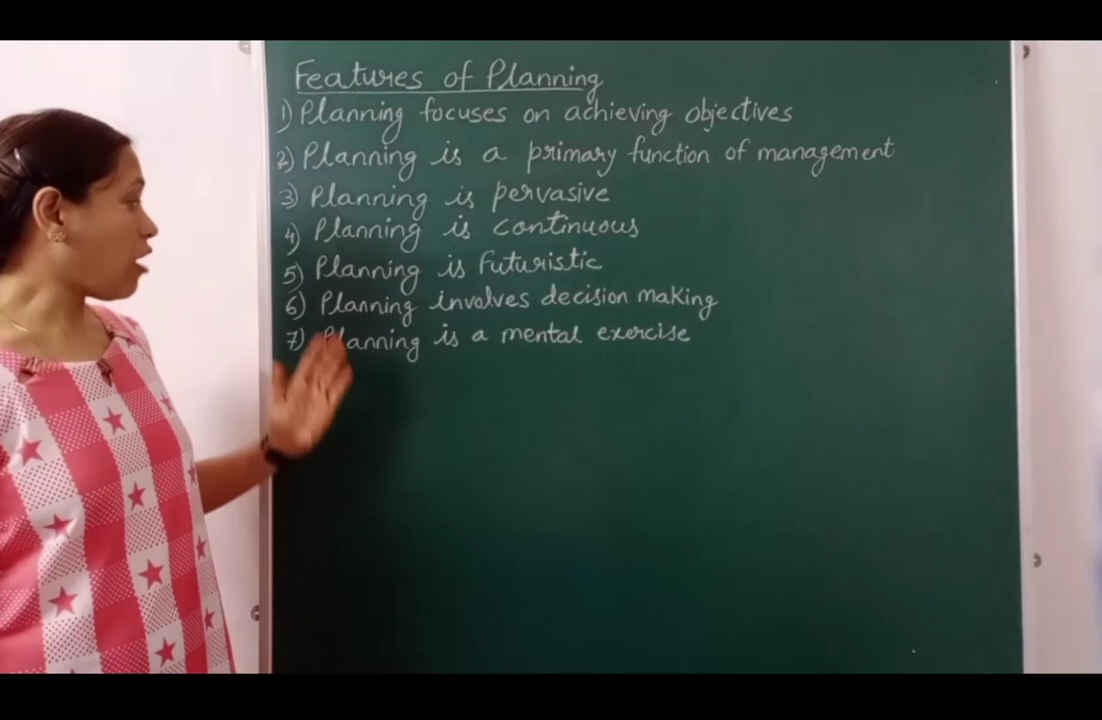 Features of Planning
1) Planning focuses on achieving objectives
2) Planning is a primary function of management
3) Planning is pervasive
4) Planning is continuous
5) Planning is futuristic
6) Planning involves decision making
7) Planning is a mental exercise